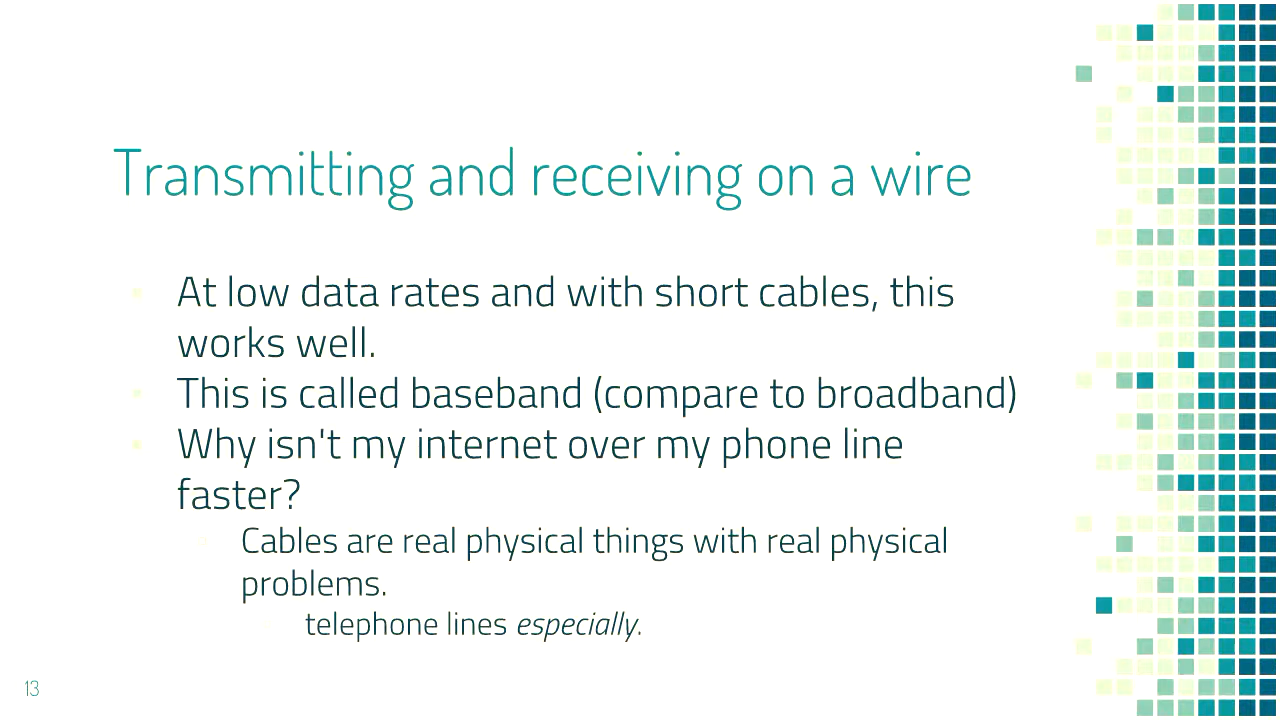 Transmitting and receiving on a wire
At low data rates and with short cables, this
works well.
This is called baseband (compare to broadband)
Why isn't my internet over my phone line
faster?
Cables are real physical things with real physical
problems.
telephone lines especially.
13